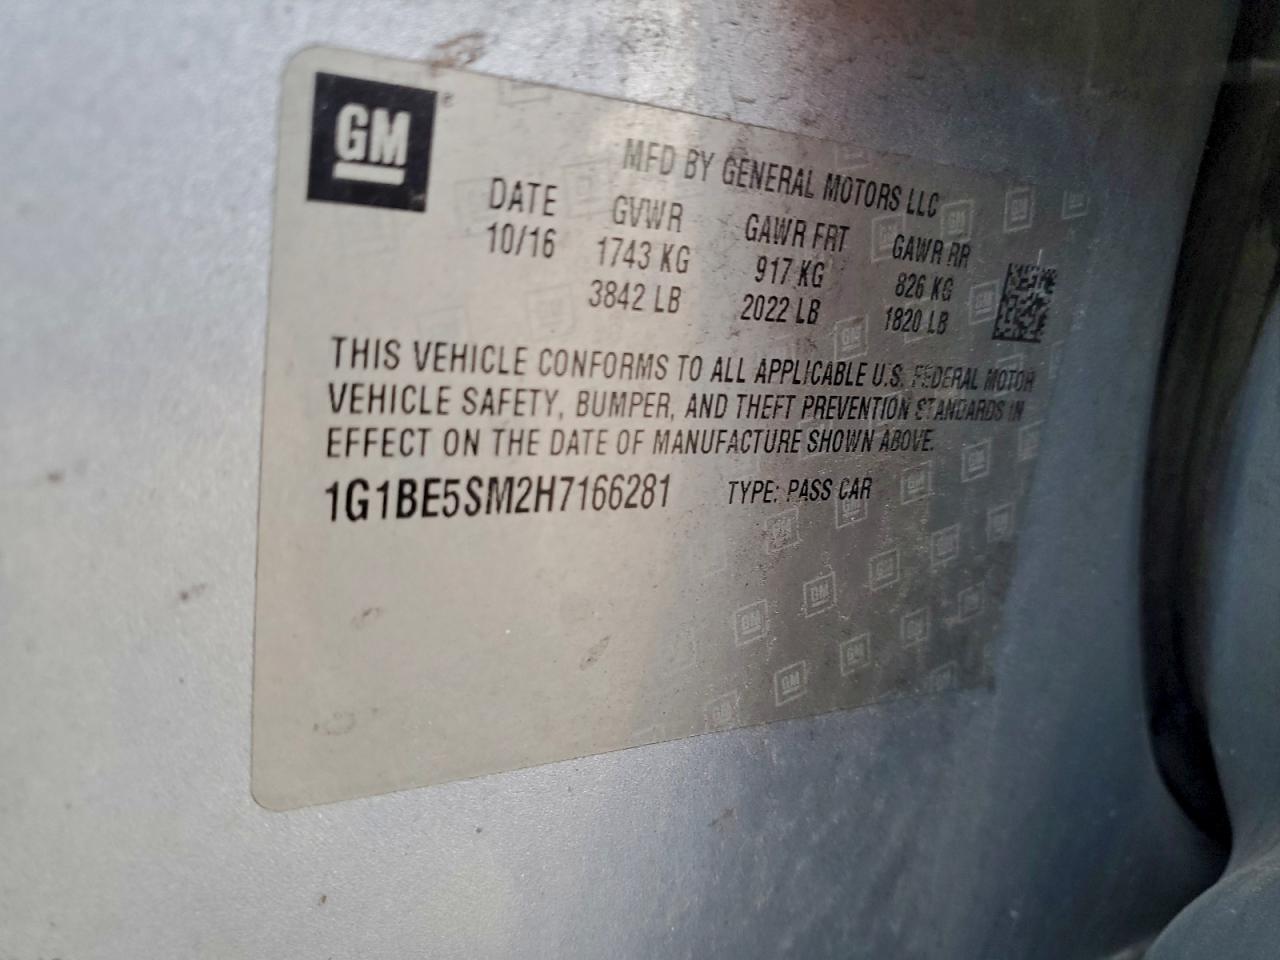 GM
MFD BY GENERAL MOTORS LLC
DATE GVWR GAWR FRT GAWR RR
10/16 1743 KG 917 KG 826 KG
3842 LB 2022 LB 1820 LB
THIS VEHICLE CONFORMS TO ALL APPLICABLE U.S. FEDERAL MOTOR
VEHICLE SAFETY, BUMPER, AND THEFT PREVENTION STANDARDS IN
EFFECT ON THE DATE OF MANUFACTURE SHOWN ABOVE.
1G1BE5SM2H7166281 TYPE: PASS CAR